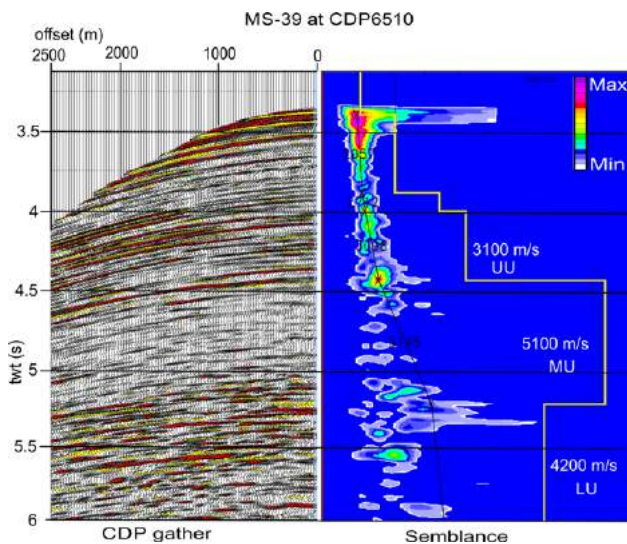 MS-39 at CDP6510
offset (m)
2500 2000 1000 0
Max
Min
3.5
4
3100 m/s
UU
4.5
twt (s)
5100 m/s
MU
5
5.5
4200 m/s
LU
6
CDP gather
Semblance